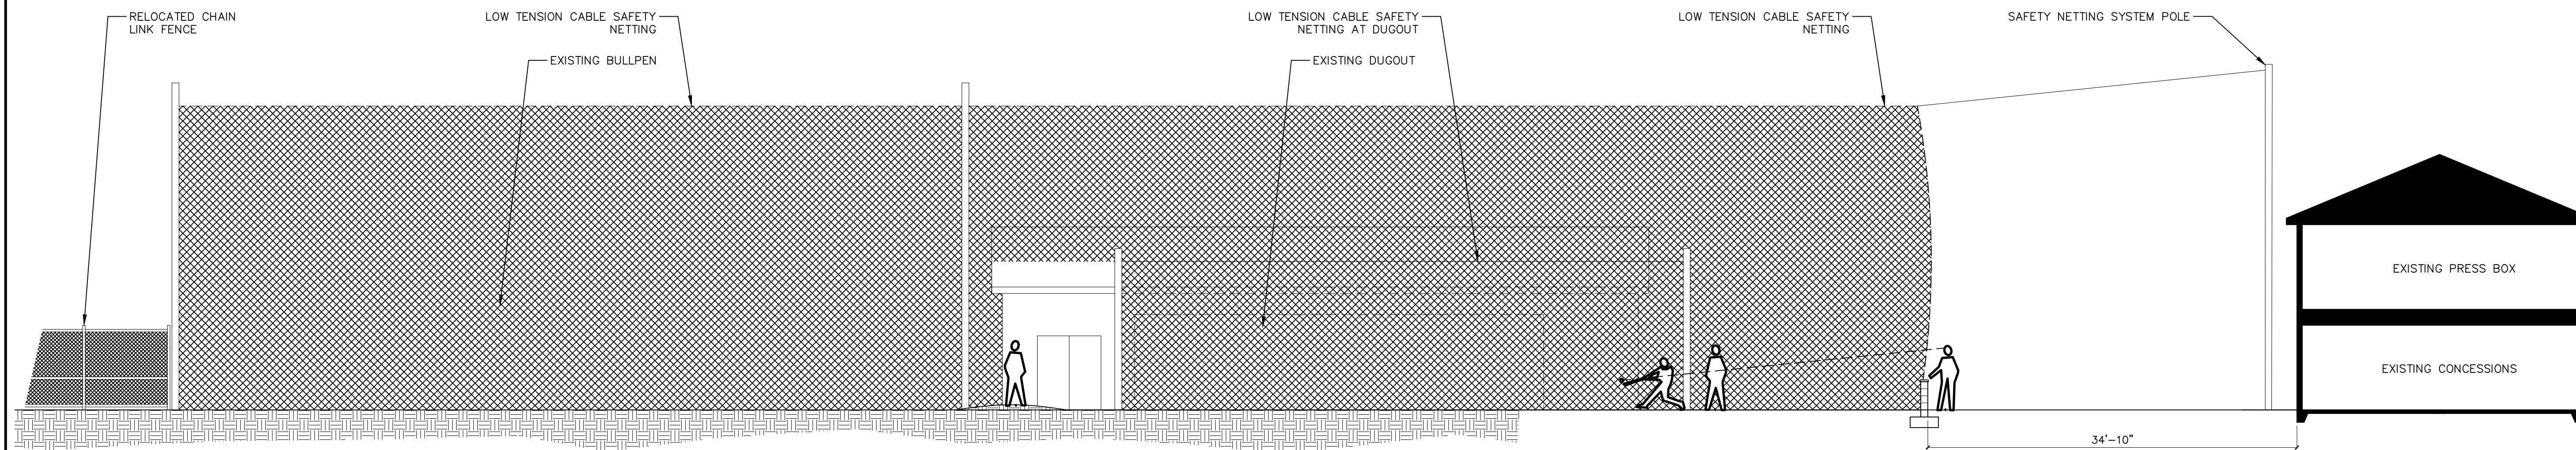 RELOCATED CHAIN
LINK FENCE
LOW TENSION CABLE SAFETY
NETTING
EXISTING BULLPEN
LOW TENSION CABLE SAFETY
NETTING AT DUGOUT
EXISTING DUGOUT
LOW TENSION CABLE SAFETY
NETTING
SAFETY NETTING SYSTEM POLE
EXISTING PRESS BOX
EXISTING CONCESSIONS
34'-10"